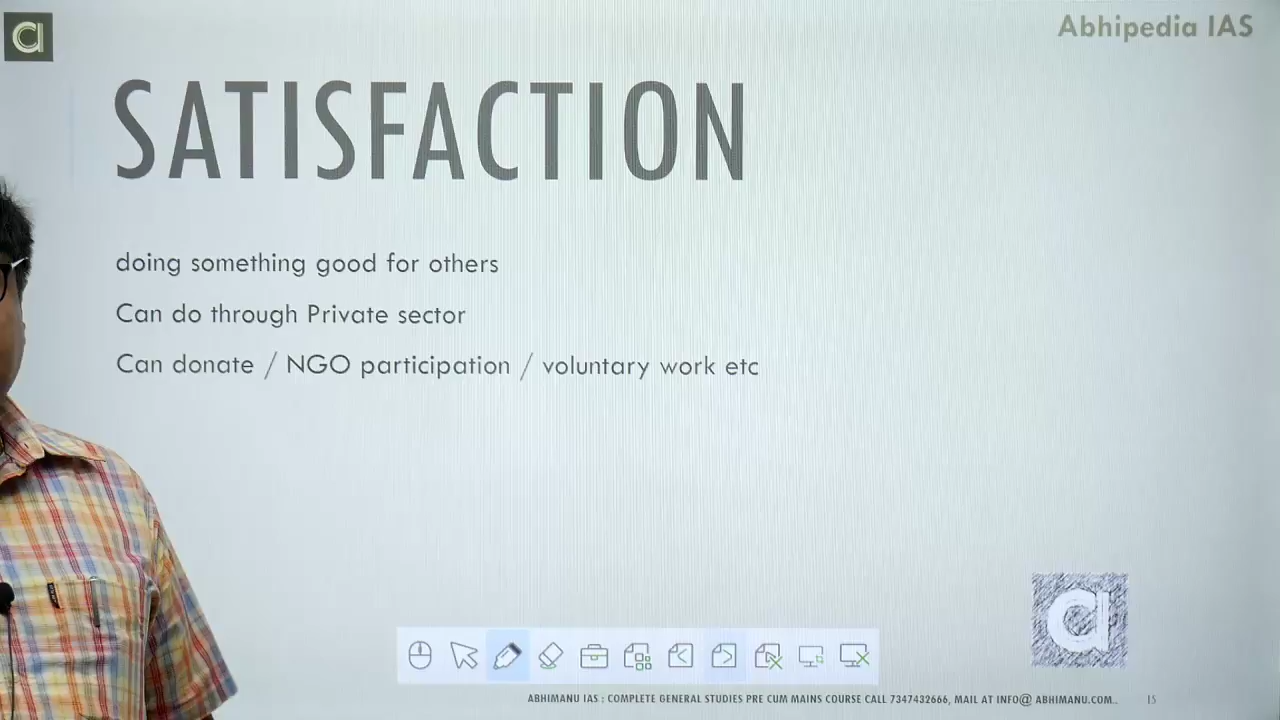 Abhipedia IAS
SATISFACTION
doing something good for others
Can do through Private sector
Can donate / NGO participation / voluntary work etc
ABHIMANU IAS : COMPLETE GENERAL STUDIES PRE CUM MAINS COURSE CALL 7347432666, MAIL AT INFO@ ABHIMANU.COM..
15